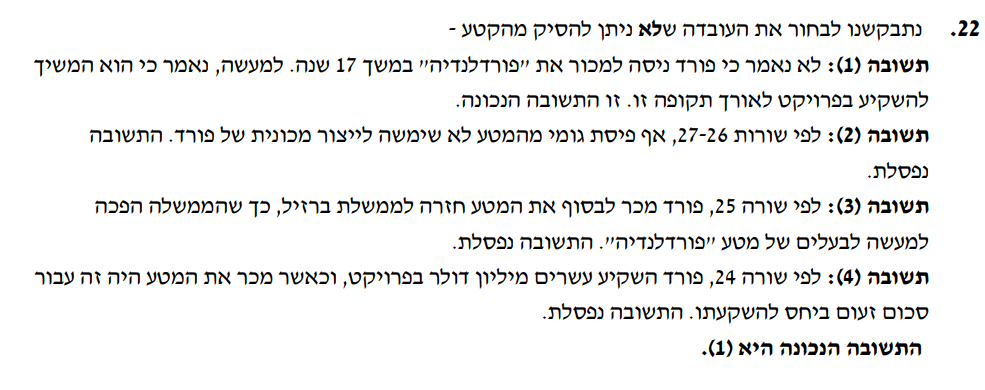 22. נתבקשנו לבחור את העובדה שלא ניתן להסיק מהקטע -
תשובה (1): לא נאמר כי פורד ניסה למכור את "פורדלנדיה" במשך 17 שנה. למעשה, נאמר כי הוא המשיך
להשקיע בפרויקט לאורך תקופה זו. זו התשובה הנכונה.
תשובה (2): לפי שורות 27-26, אף פיסת גומי מהמטע לא שימשה לייצור מכונית של פורד. התשובה
נפסלת.
תשובה (3): לפי שורה 25, פורד מכר לבסוף את המטע חזרה לממשלת ברזיל, כך שהממשלה הפכה
למעשה לבעלים של מטע "פורדלנדיה". התשובה נפסלת.
תשובה (4): לפי שורה 24, פורד השקיע עשרים מיליון דולר בפרויקט, וכאשר מכר את המטע היה זה עבור
סכום זעום ביחס להשקעתו. התשובה נפסלת.
התשובה הנכונה היא (1).